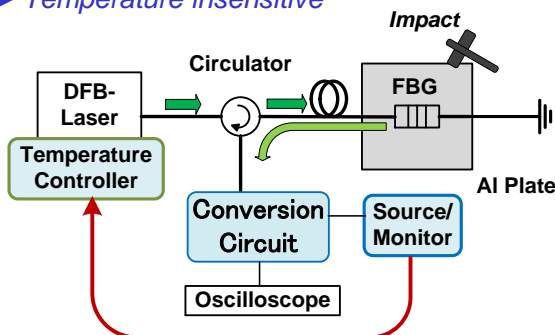 Temperature insensitive
Impact
Circulator
FBG
DFB-
Laser
Temperature
Controller
Al Plate
Conversion
Circuit
Source/
Monitor
Oscilloscope